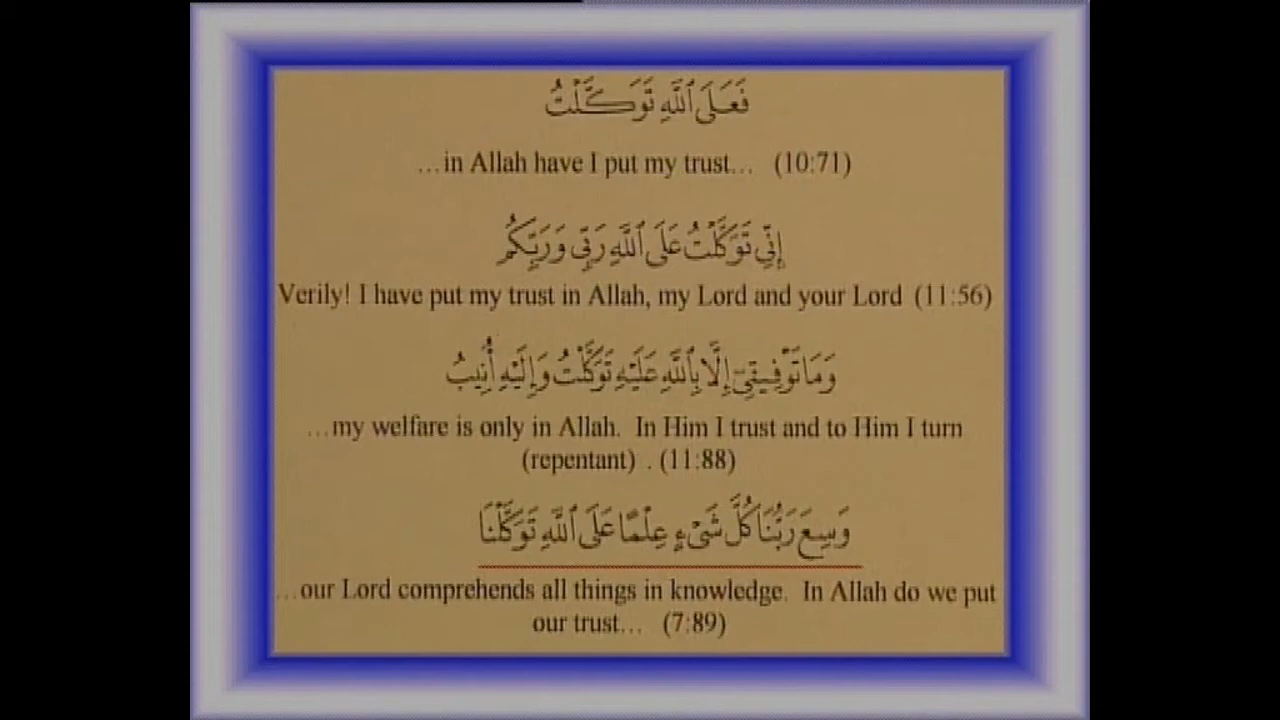 فَعَلَى ٱللَّهِ تَوَكَّلْتُ
…in Allah have I put my trust… (10:71)
إِنِّي تَوَكَّلْتُ عَلَى ٱللَّهِ رَبِّي وَرَبِّكُم
Verily! I have put my trust in Allah, my Lord and your Lord (11:56)
وَمَا تَوْفِيقِىٓ إِلَّا بِٱللَّهِ عَلَيْهِ تَوَكَّلْتُ وَإِلَيْهِ أُنِيبُ
…my welfare is only in Allah. In Him I trust and to Him I turn
(repentant) . (11:88)
وَسِعَ رَبُّنَا كُلَّ شَىْءٍ عِلْمًا عَلَى ٱللَّهِ تَوَكَّلْنَا
…our Lord comprehends all things in knowledge. In Allah do we put
our trust… (7:89)